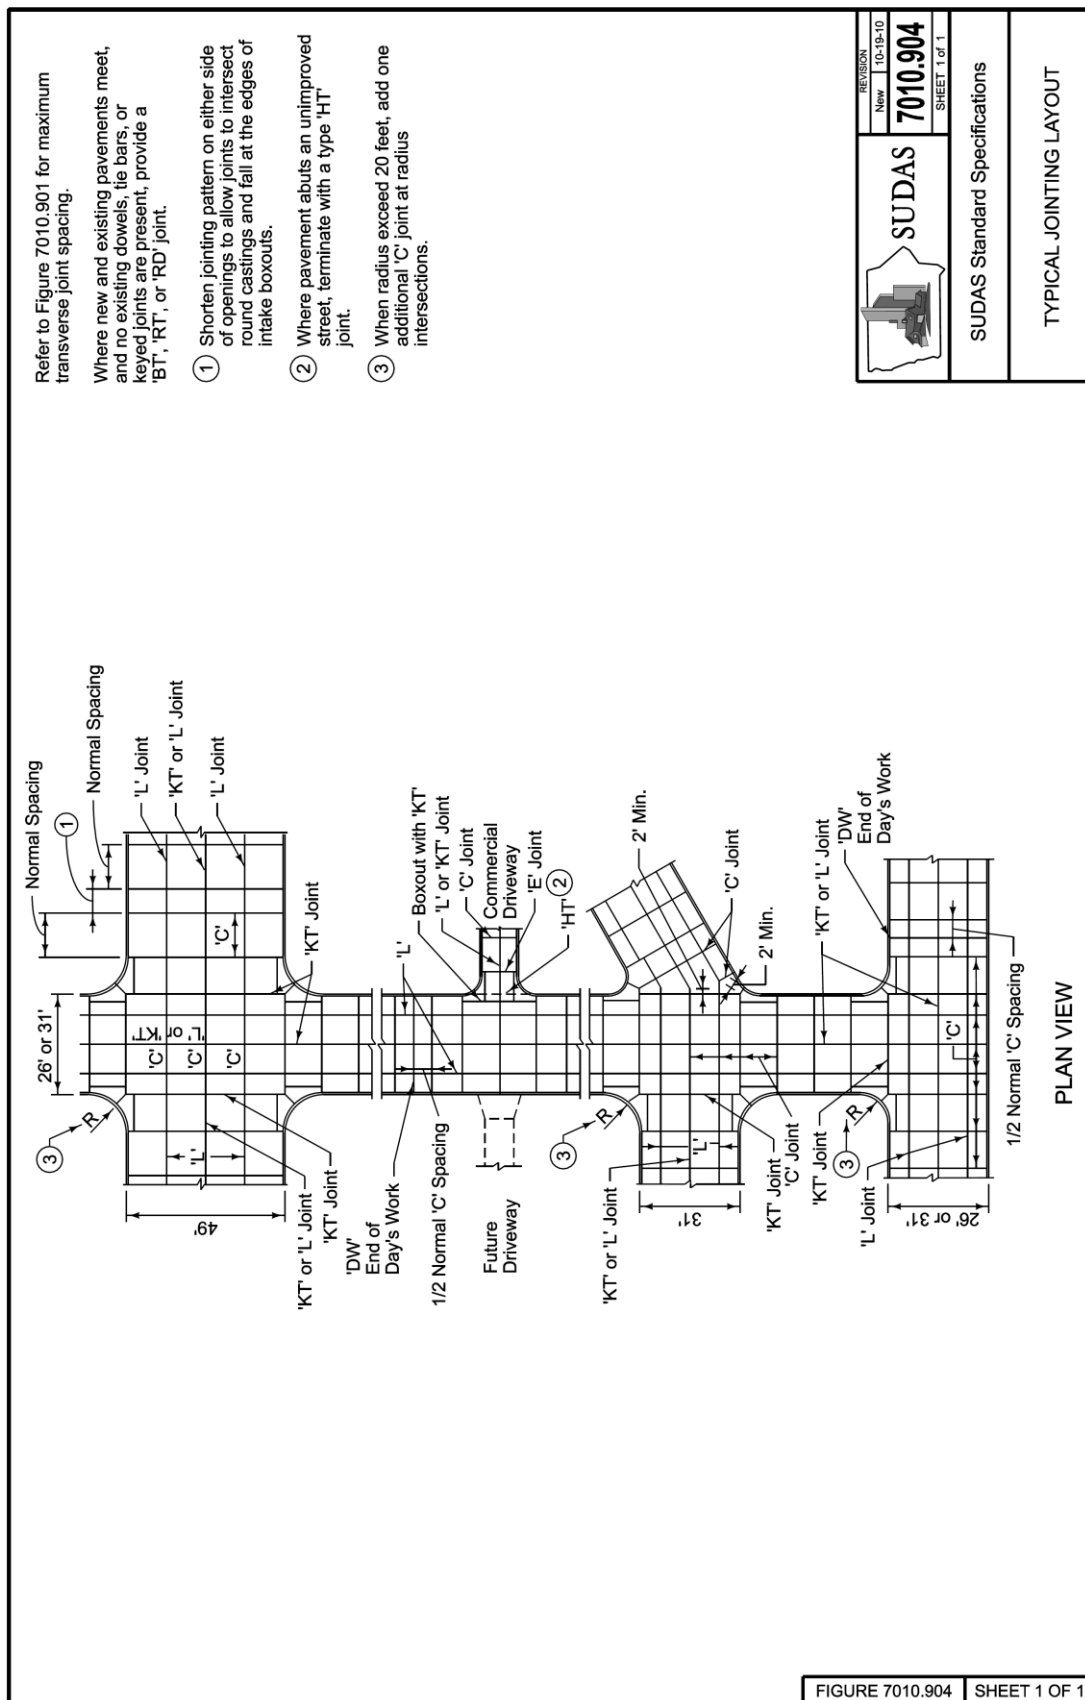 Refer to Figure 7010.901 for maximum
transverse joint spacing.
Where new and existing pavements meet,
and no existing dowels, tie bars, or
keyed joints are present, provide a
'BT', 'RT', or 'RD' joint.
1 Shorten jointing pattern on either side
of openings to allow joints to intersect
round castings and fall at the edges of
intake boxouts.
2 Where pavement abuts an unimproved
street, terminate with a type 'HT'
joint.
3 When radius exceed 20 feet, add one
additional 'C' joint at radius
intersections.
Normal Spacing
1
Normal Spacing
'L' Joint
'KT' or 'L' Joint
'L' Joint
'C'
'KT' Joint
26' or 31'
'L' or 'KT'
'C'
'C'
'C'
3
R
'L'
49'
'KT' or 'L' Joint
'KT' Joint
'DW'
End of
Day's Work
1/2 Normal 'C' Spacing
'L'
Boxout with 'KT'
'L' or 'KT' Joint
'C' Joint
Commercial
Driveway
'E' Joint
'HT' 2
Future
Driveway
3
R
'KT' or 'L' Joint
'L'
31'
'KT' Joint
'C' Joint
2' Min.
'C' Joint
2' Min.
'KT' or 'L' Joint
'DW'
End of
Day's Work
'KT' Joint
3
R
'L' Joint
26' or 31'
'C'
1/2 Normal 'C' Spacing
PLAN VIEW
SUDAS
REVISION
New
10-19-10
7010.904
SHEET 1 of 1
SUDAS Standard Specifications
TYPICAL JOINTING LAYOUT
FIGURE 7010.904
SHEET 1 OF 1